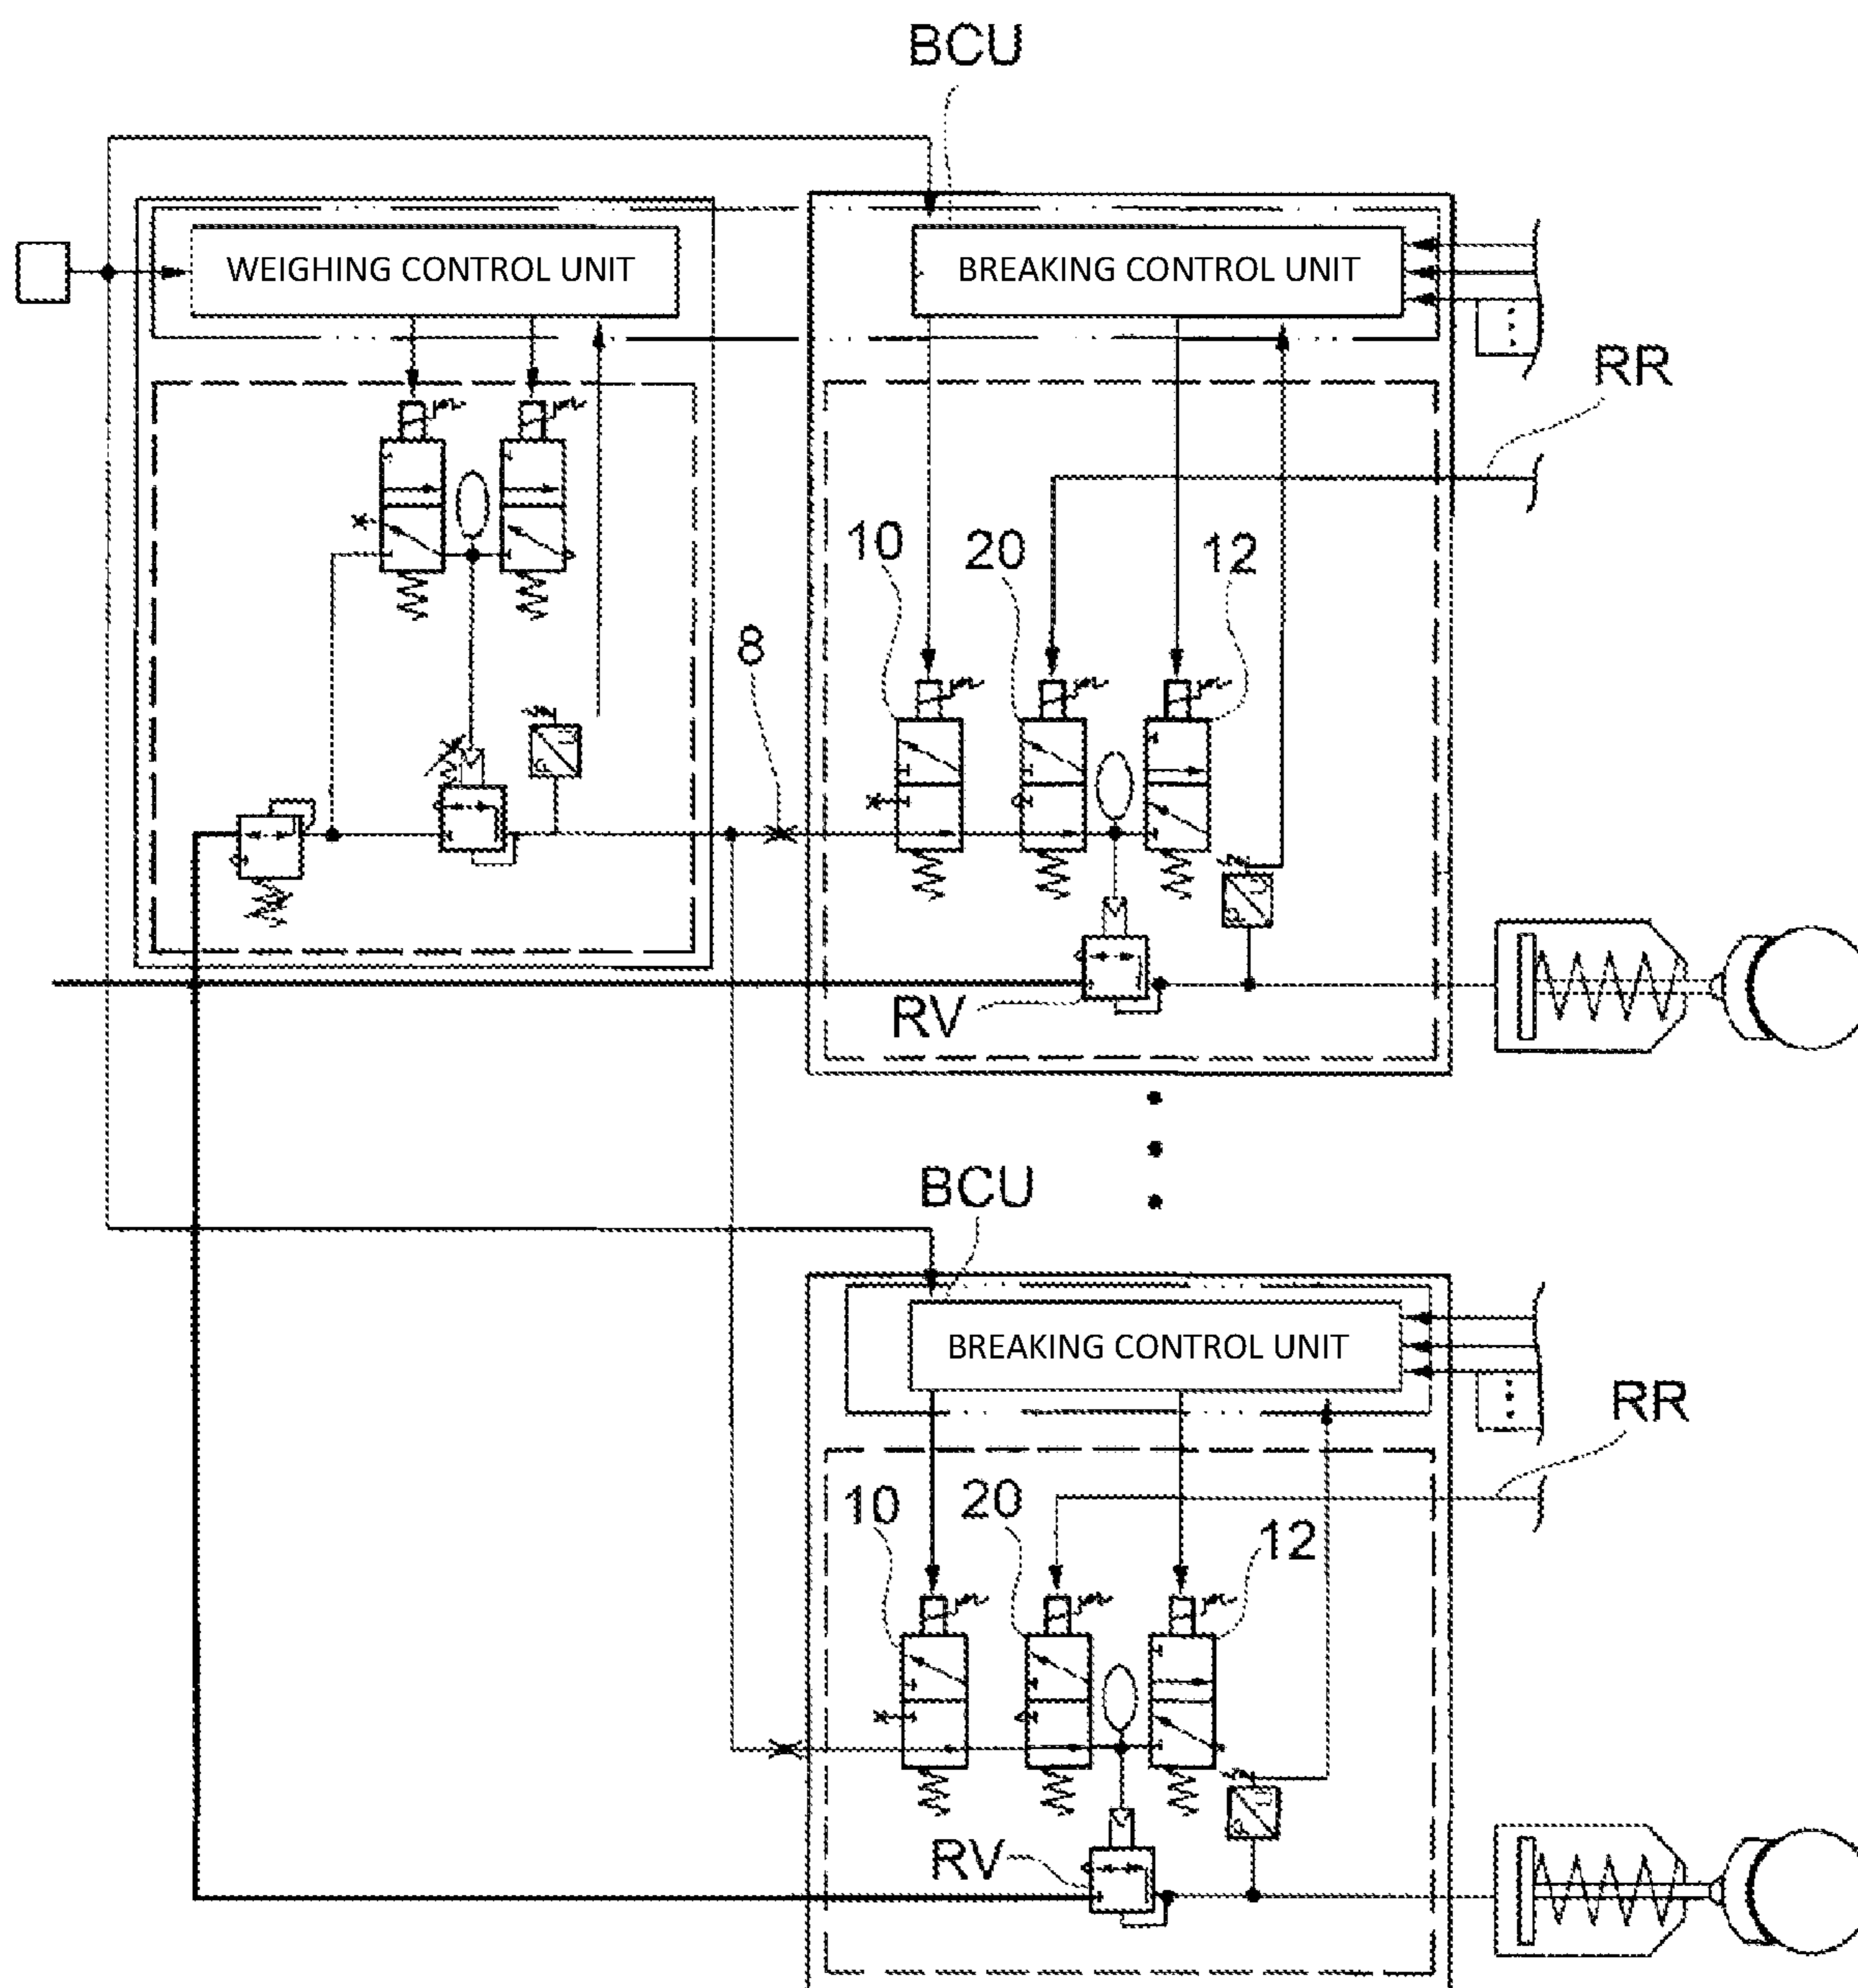 BCU
WEIGHING CONTROL UNIT
BREAKING CONTROL UNIT
RR
10
20
12
8
RV
BCU
BREAKING CONTROL UNIT
RR
10
20
12
RV